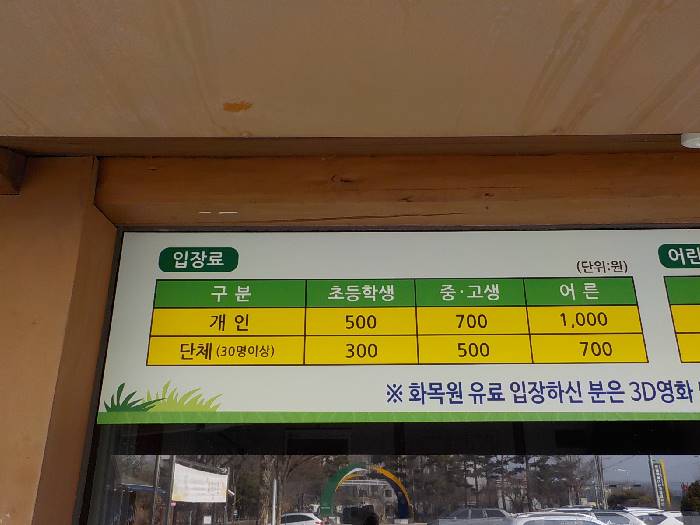 입장료
(단위:원)
구 분 초등학생 중·고생 어 른
개 인 500 700 1,000
단체 (30명이상) 300 500 700
※ 화목원 유료 입장하신 분은 3D영화
어린